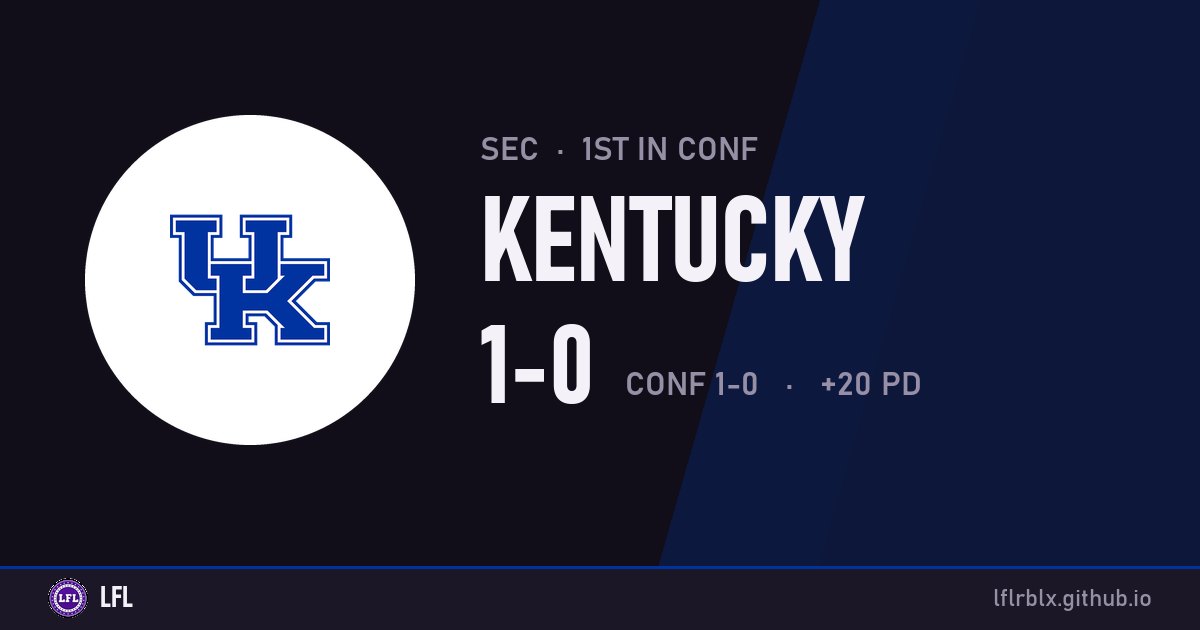 SEC · 1ST IN CONF
KENTUCKY
UK
1-0 CONF 1-0 · +20 PD
LFL LFL
lflrblx.github.io